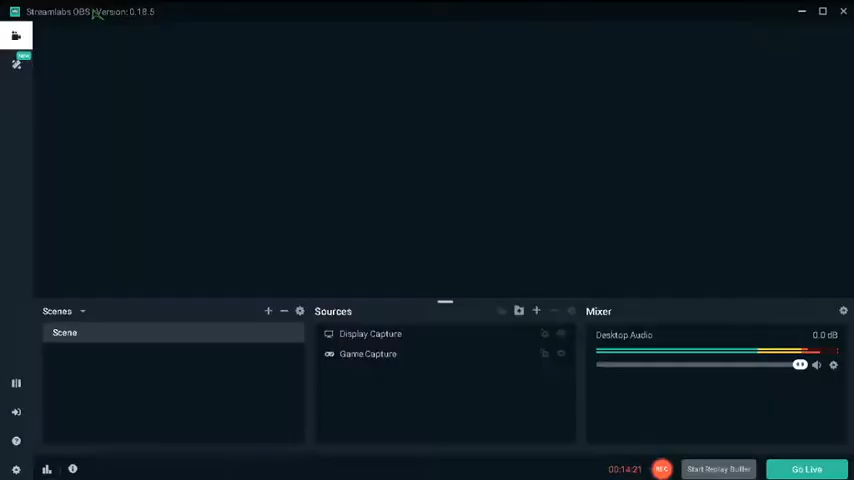 Streamlabs OBS | Version: 0.18.5
NEW
Scenes
Sources
Mixer
Scene
Display Capture
Game Capture
Desktop Audio
0.0 dB
00:14:21
REC
Start Replay Buffer
Go Live